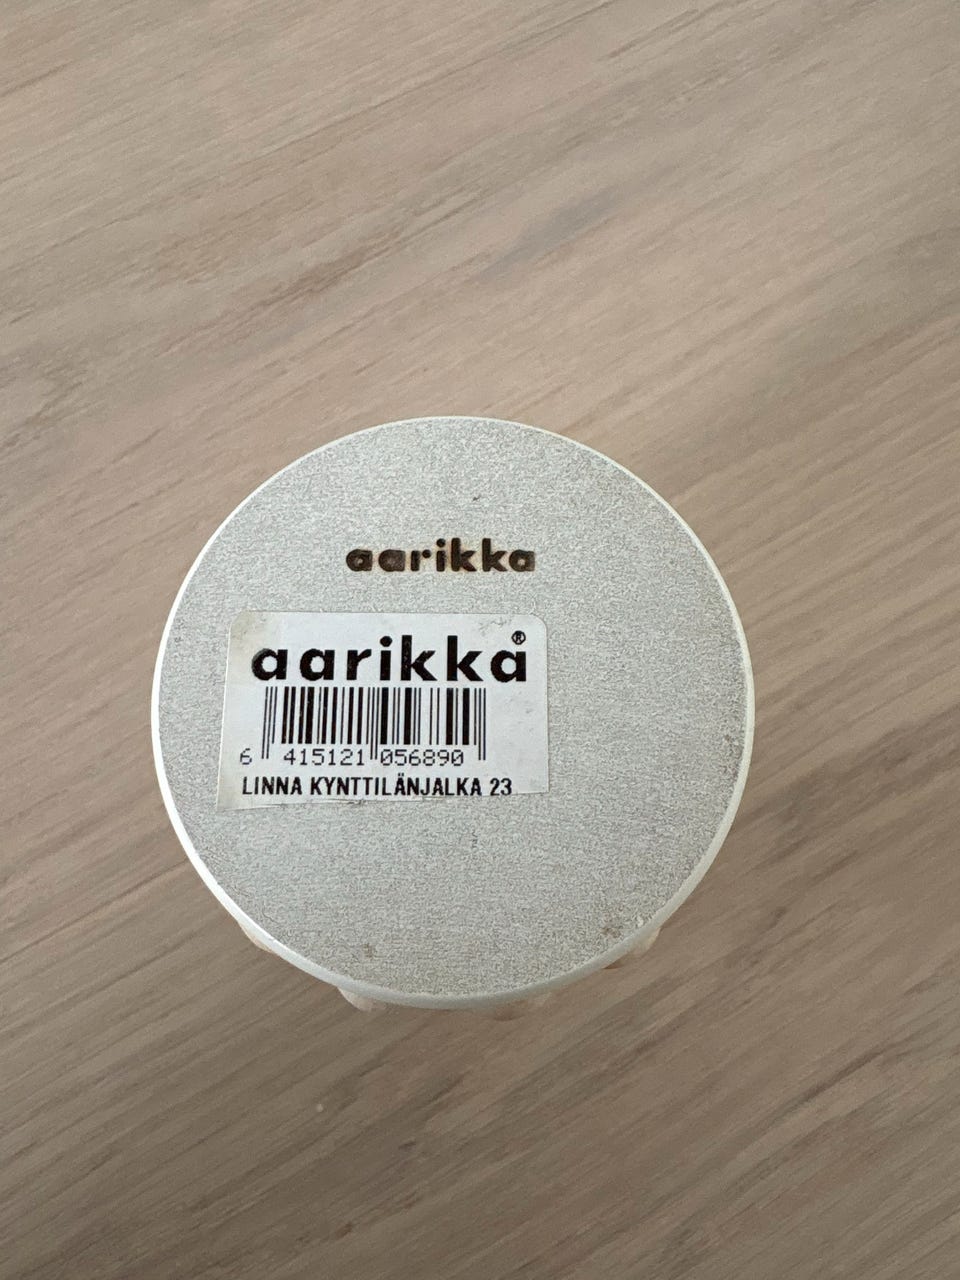 aarikka
aarikka®
6 415121 056890
LINNA KYNTTILÄNJALKA 23